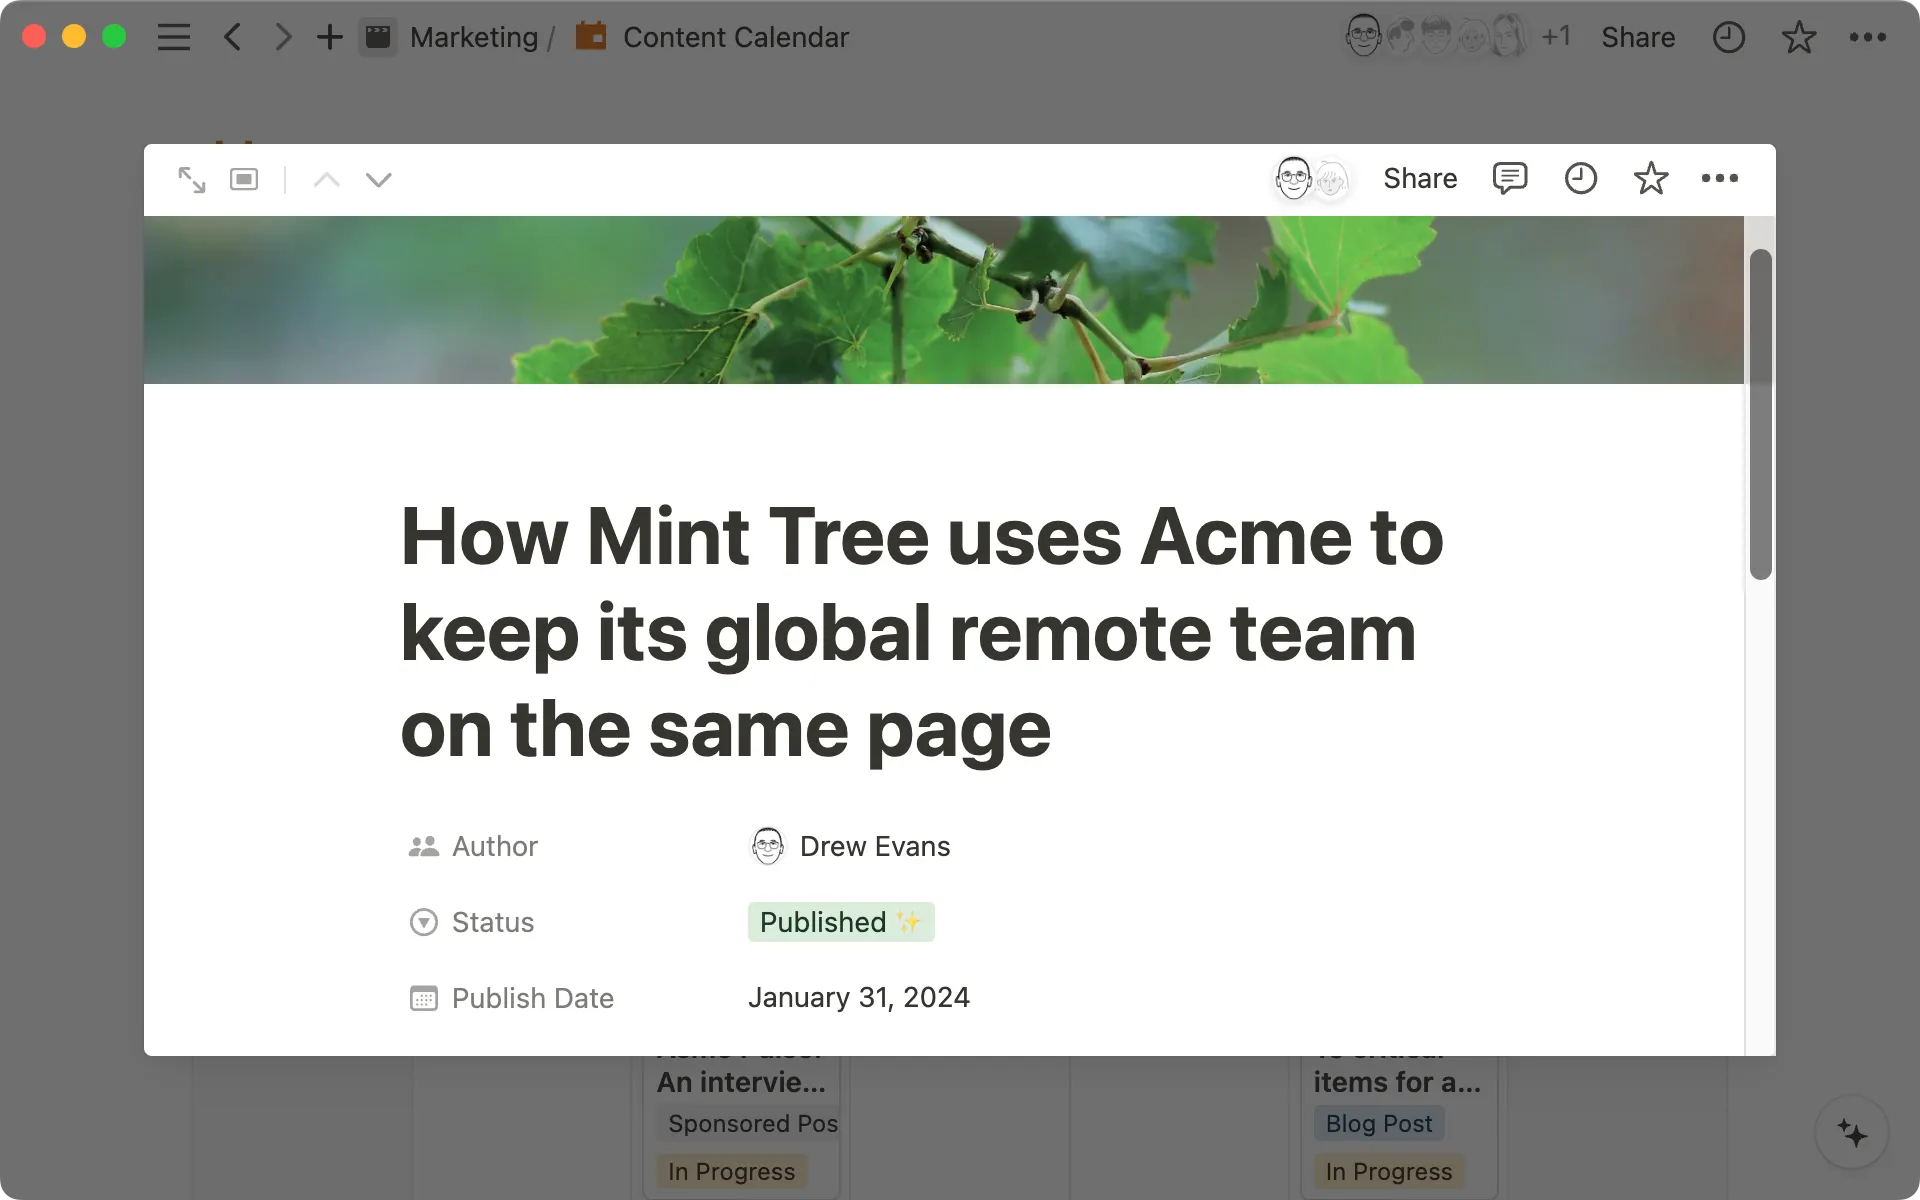 Marketing / Content Calendar
+1 Share
Share
How Mint Tree uses Acme to
keep its global remote team
on the same page
Author Drew Evans
Status Published ✨
Publish Date January 31, 2024
An intervie...
items for a...
Sponsored Pos
Blog Post
In Progress
In Progress